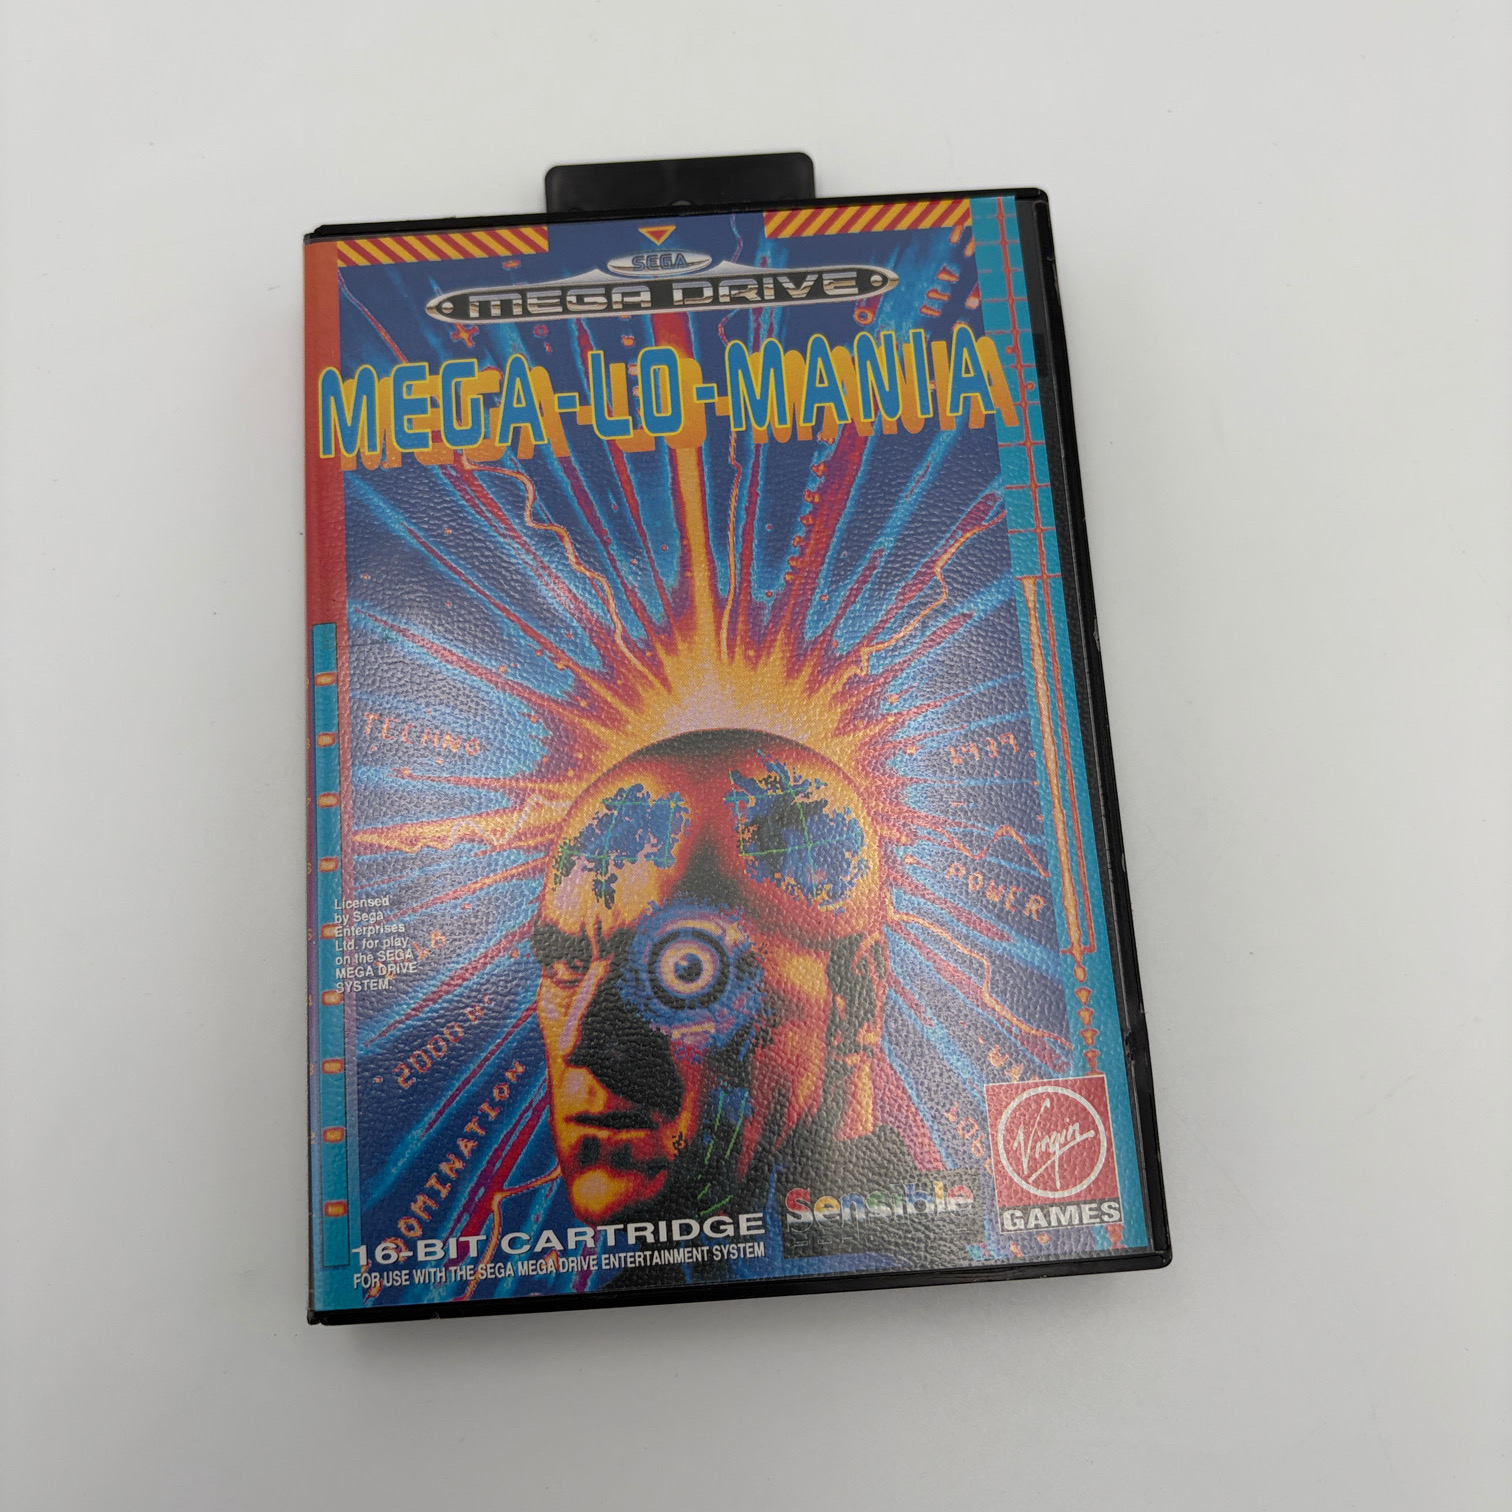 SEGA
MEGA DRIVE
MEGA-LO-MANIA
TECHNO
POWER
Licensed
by Sega
Enterprises
Ltd. for play
on the SEGA
MEGA DRIVE
SYSTEM.
DOMINATION
Virgin
GAMES
Sensible
16-BIT CARTRIDGE
FOR USE WITH THE SEGA MEGA DRIVE ENTERTAINMENT SYSTEM